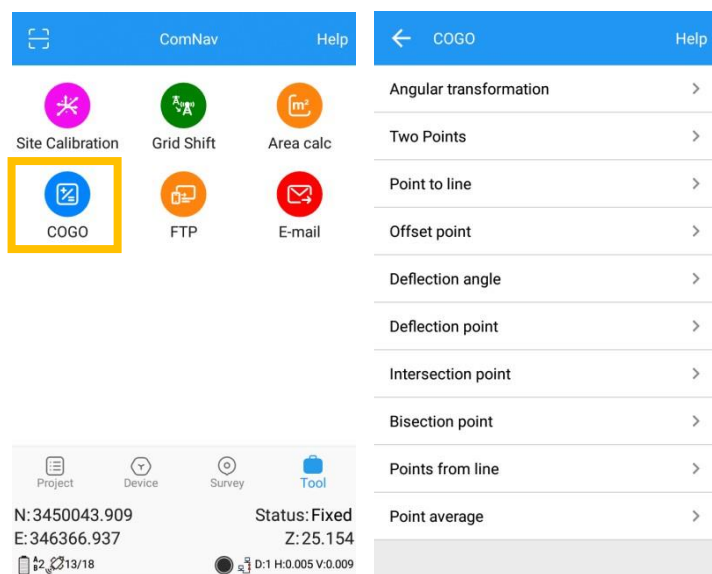 ComNav Help
m²
Site Calibration Grid Shift Area calc
COGO FTP E-mail
Project Device Survey Tool
N:3450043.909 Status:Fixed
E:346366.937 Z:25.154
13/18 D:1 H:0.005 V:0.009
COGO Help
Angular transformation
Two Points
Point to line
Offset point
Deflection angle
Deflection point
Intersection point
Bisection point
Points from line
Point average